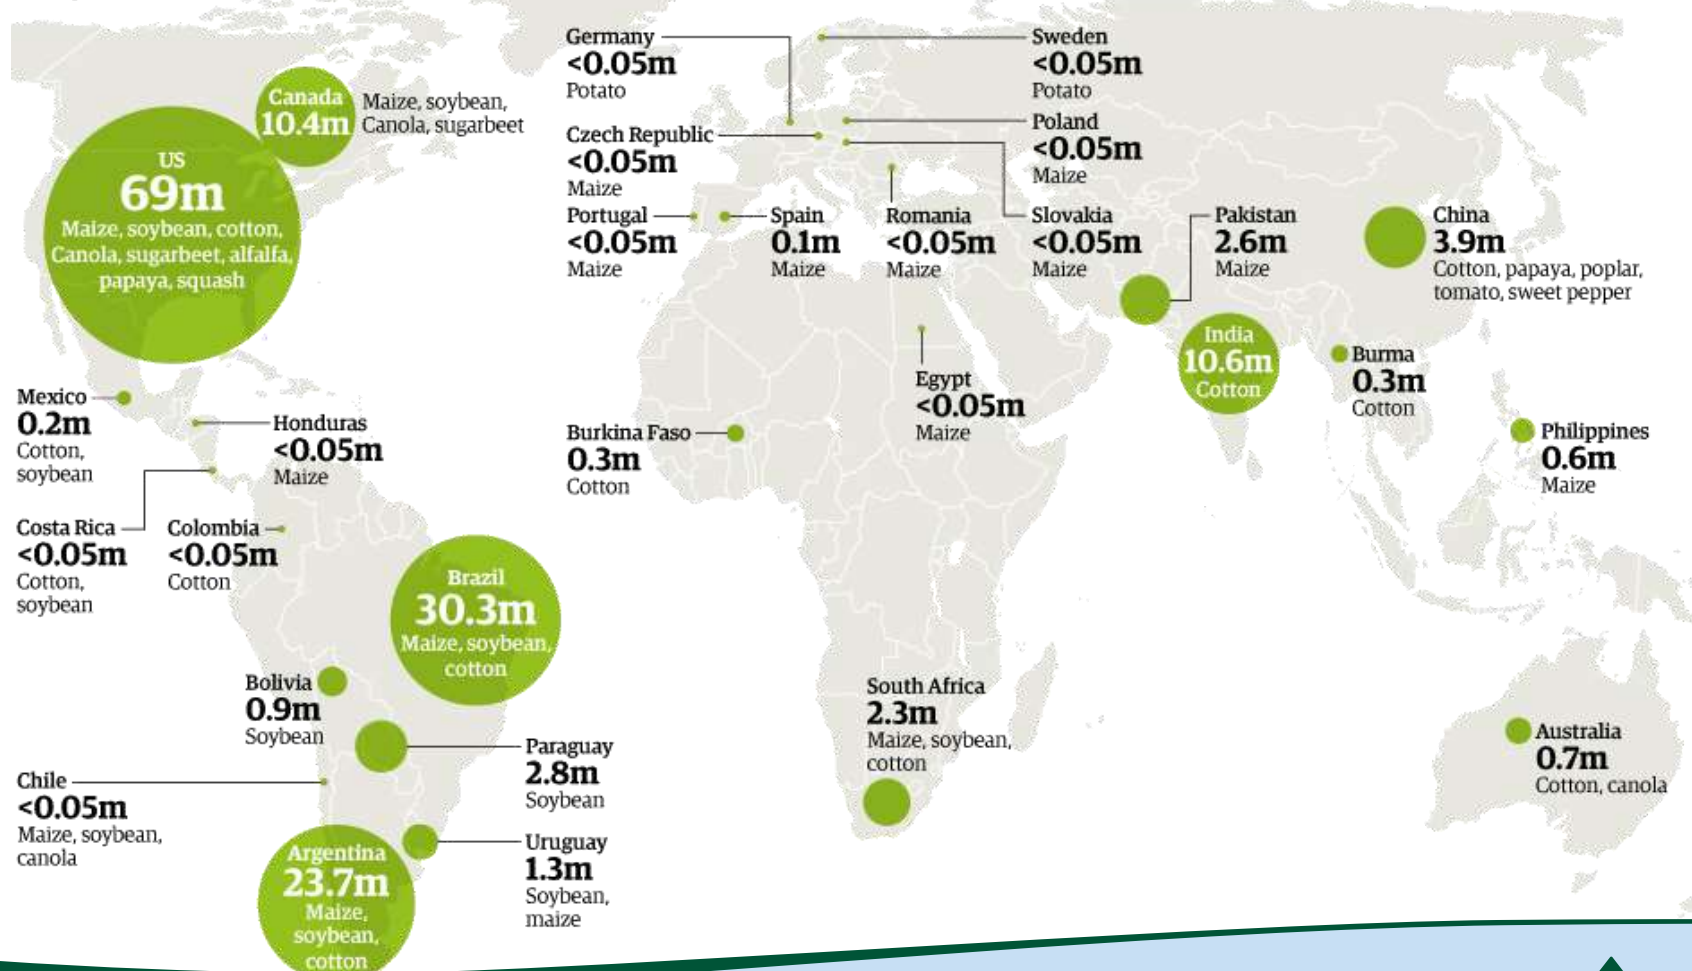 Canada
10.4m
Maize, soybean,
Canola, sugarbeet
US
69m
Maize, soybean, cotton,
Canola, sugarbeet, alfalfa,
papaya, squash
Mexico
0.2m
Cotton,
soybean
Honduras
<0.05m
Maize
Costa Rica
<0.05m
Cotton,
soybean
Colombia
<0.05m
Cotton
Brazil
30.3m
Maize, soybean,
cotton
Bolivia
0.9m
Soybean
Paraguay
2.8m
Soybean
Chile
<0.05m
Maize, soybean,
canola
Argentina
23.7m
Maize,
soybean,
cotton
Uruguay
1.3m
Soybean,
maize
Germany
<0.05m
Potato
Sweden
<0.05m
Potato
Czech Republic
<0.05m
Maize
Poland
<0.05m
Maize
Portugal
<0.05m
Maize
Spain
0.1m
Maize
Romania
<0.05m
Maize
Slovakia
<0.05m
Maize
Pakistan
2.6m
Maize
China
3.9m
Cotton, papaya, poplar,
tomato, sweet pepper
India
10.6m
Cotton
Burma
0.3m
Cotton
Egypt
<0.05m
Maize
Burkina Faso
0.3m
Cotton
Philippines
0.6m
Maize
South Africa
2.3m
Maize, soybean,
cotton
Australia
0.7m
Cotton, canola